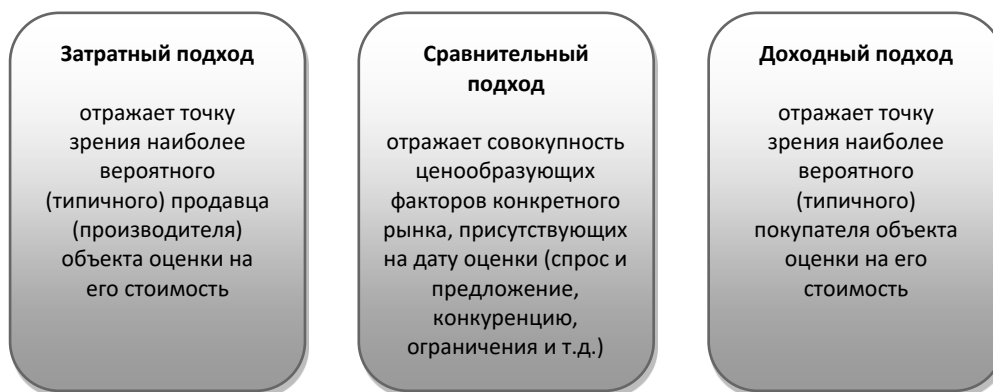 Затратный подход
отражает точку
зрения наиболее
вероятного
(типичного) продавца
(производителя)
объекта оценки на
его стоимость
Сравнительный
подход
отражает совокупность
ценообразующих
факторов конкретного
рынка, присутствующих
на дату оценки (спрос и
предложение,
конкуренцию,
ограничения и т.д.)
Доходный подход
отражает точку
зрения наиболее
вероятного
(типичного)
покупателя объекта
оценки на его
стоимость